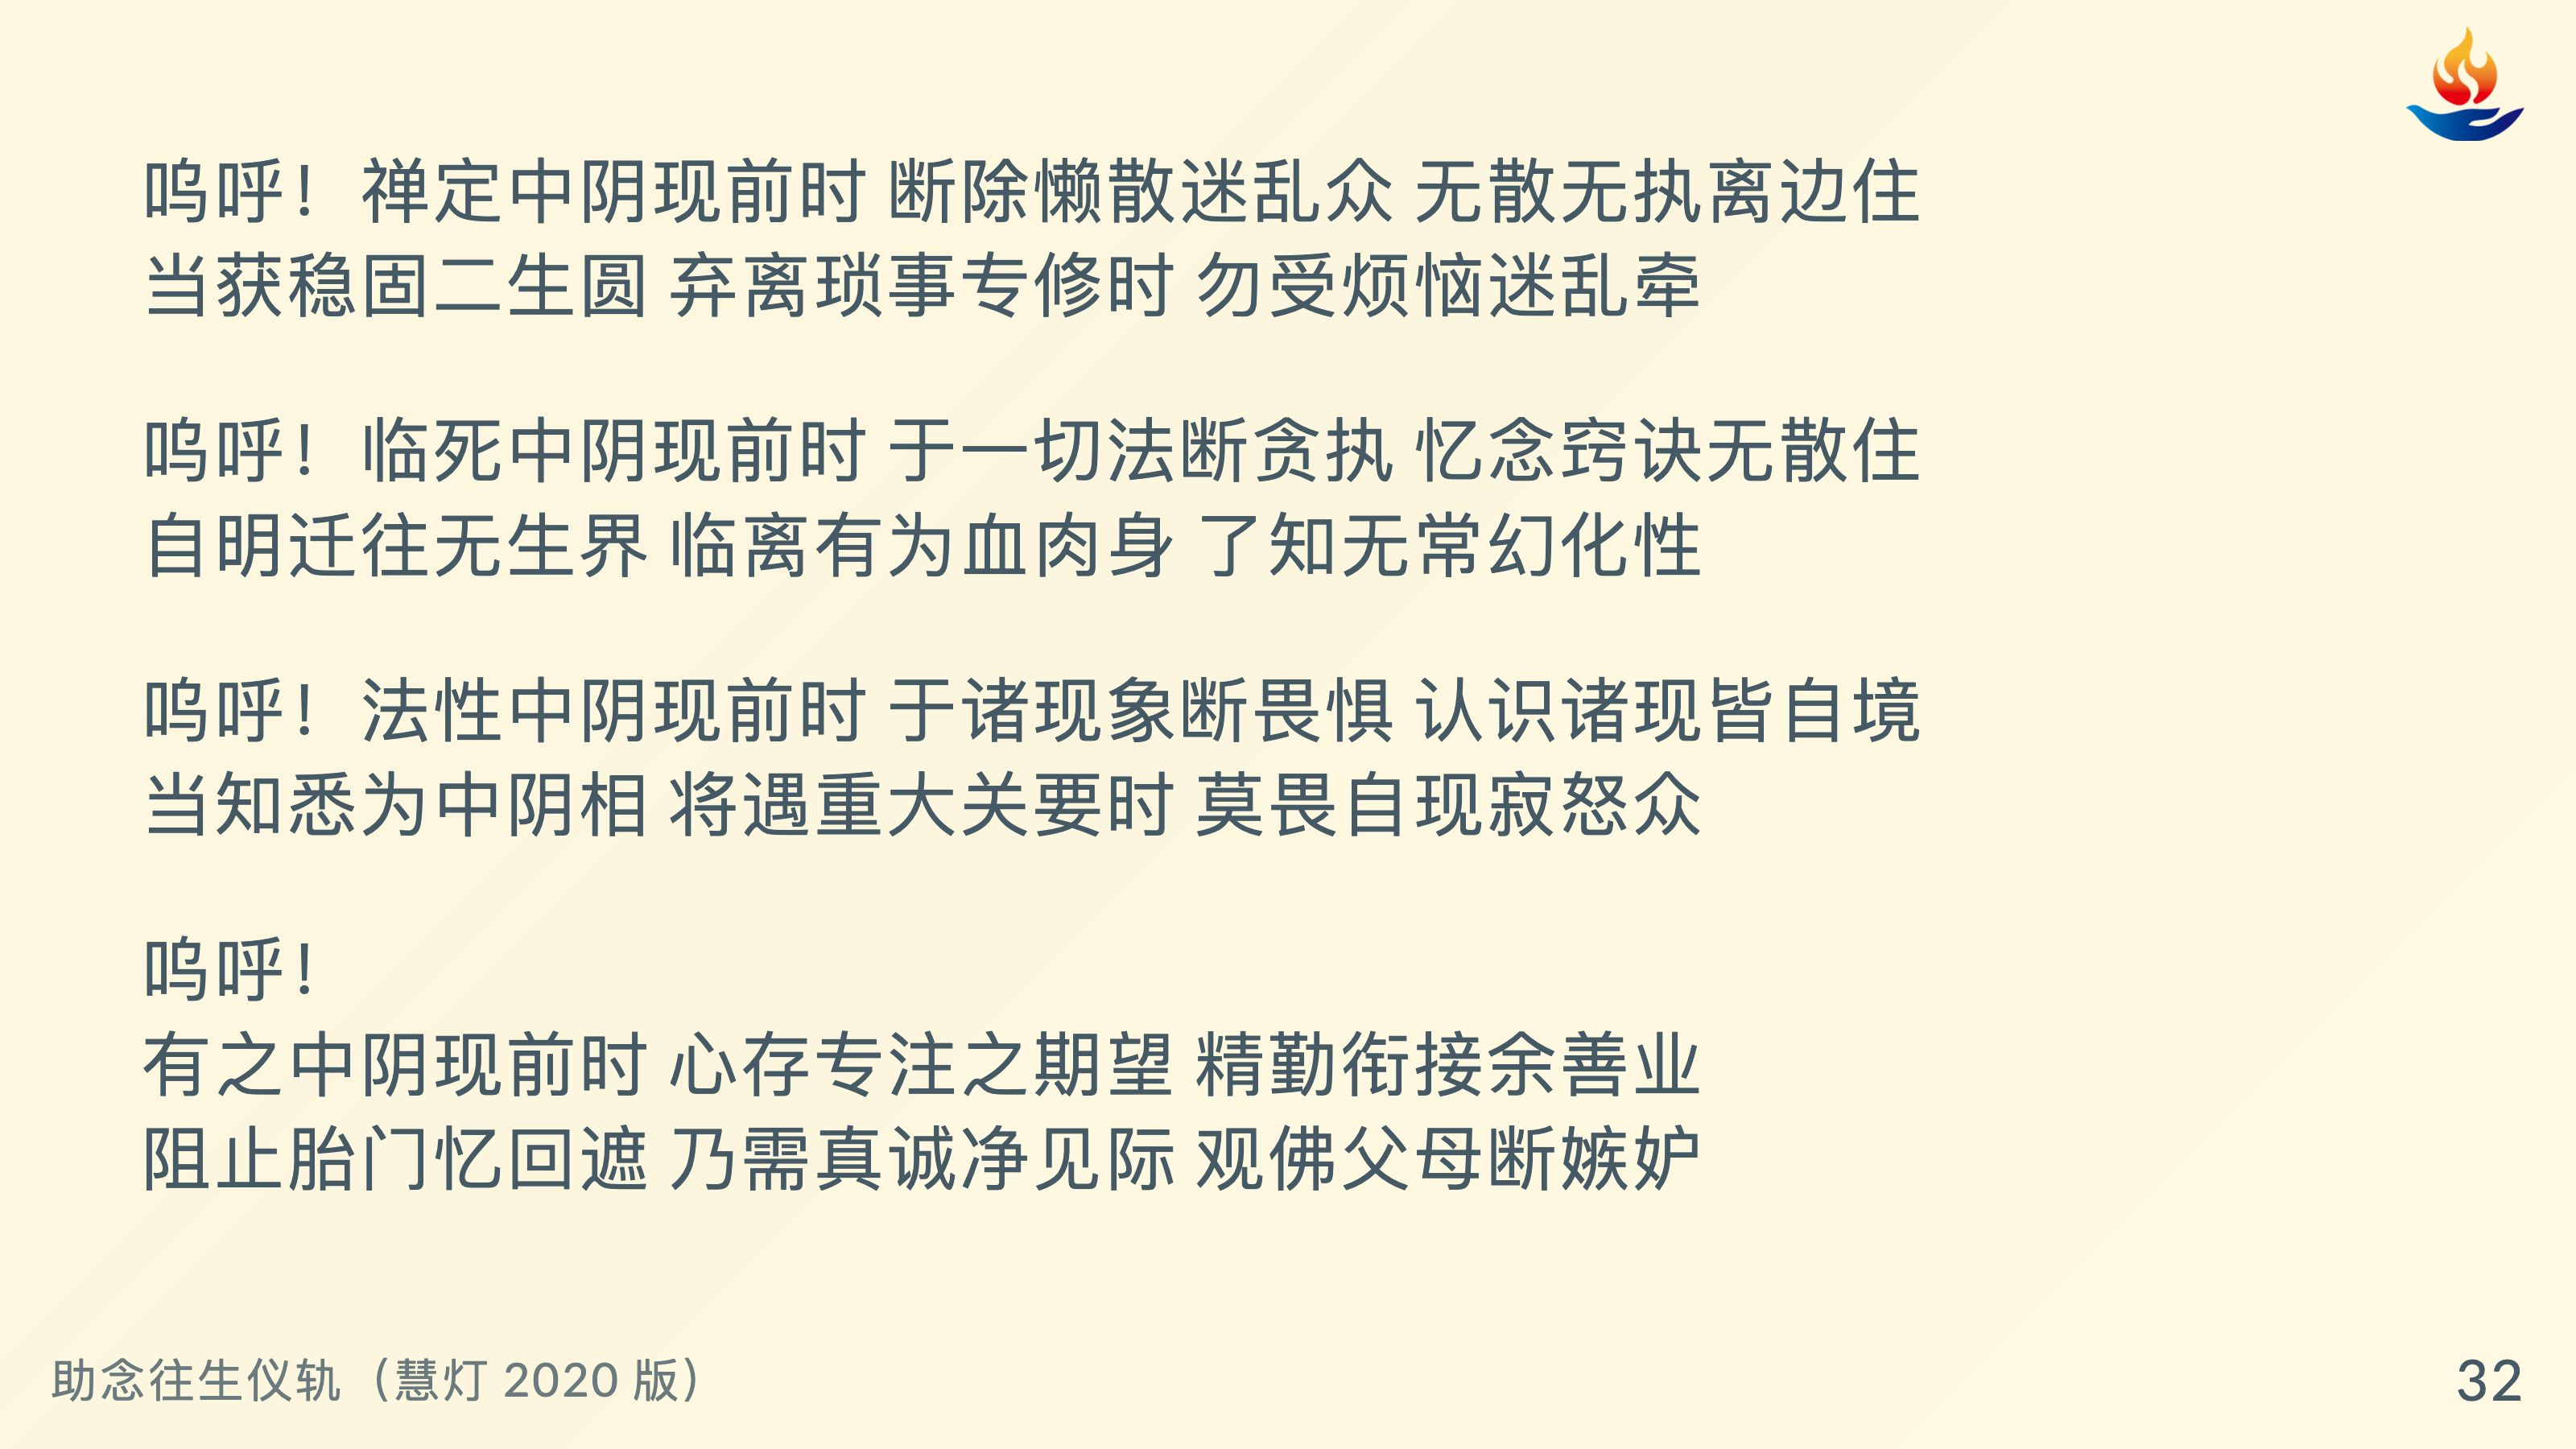 呜呼！禅定中阴现前时 断除懒散迷乱众 无散无执离边住
当获稳固二生圆 弃离琐事专修时 勿受烦恼迷乱牵
呜呼！临死中阴现前时 于一切法断贪执 忆念窍诀无散住
自明迁往无生界 临离有为血肉身 了知无常幻化性
呜呼！法性中阴现前时 于诸现象断畏惧 认识诸现皆自境
当知悉为中阴相 将遇重大关要时 莫畏自现寂怒众
呜呼！
有之中阴现前时 心存专注之期望 精勤衔接余善业
阻止胎门忆回遮 乃需真诚净见际 观佛父母断嫉妒
助念往生仪轨（慧灯 2020 版）
32